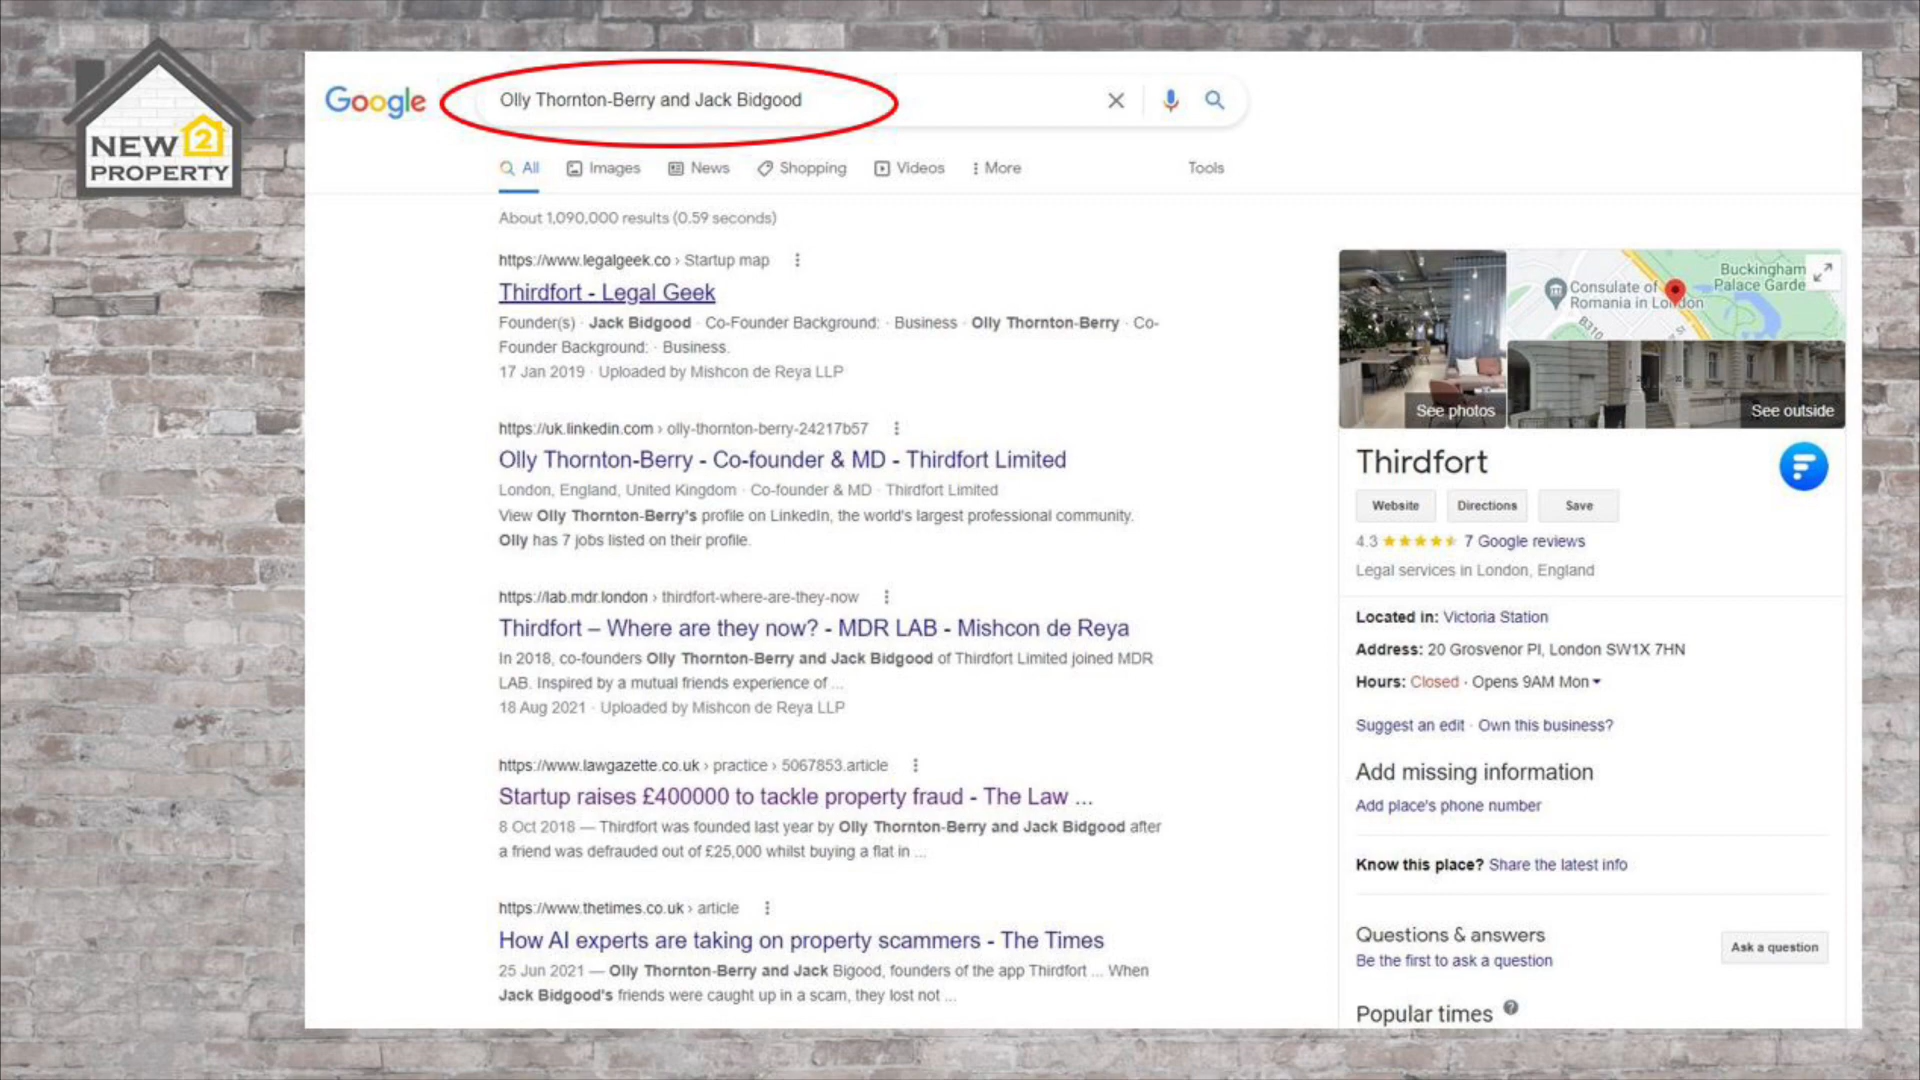 NEW 2
PROPERTY
Google
Olly Thornton-Berry and Jack Bidgood
All Images News Shopping Videos More Tools
About 1,090,000 results (0.59 seconds)
https://www.legalgeek.co › Startup map
Thirdfort - Legal Geek
Founder(s) · Jack Bidgood · Co-Founder Background: · Business · Olly Thornton-Berry · Co-
Founder Background: · Business.
17 Jan 2019 · Uploaded by Mishcon de Reya LLP
https://uk.linkedin.com › olly-thornton-berry-24217b57
Olly Thornton-Berry - Co-founder & MD - Thirdfort Limited
London, England, United Kingdom · Co-founder & MD · Thirdfort Limited
View Olly Thornton-Berry's profile on LinkedIn, the world's largest professional community.
Olly has 7 jobs listed on their profile.
https://lab.mdr.london › thirdfort-where-are-they-now
Thirdfort – Where are they now? - MDR LAB - Mishcon de Reya
In 2018, co-founders Olly Thornton-Berry and Jack Bidgood of Thirdfort Limited joined MDR
LAB. Inspired by a mutual friends experience of ...
18 Aug 2021 · Uploaded by Mishcon de Reya LLP
https://www.lawgazette.co.uk › practice › 5067853.article
Startup raises £400000 to tackle property fraud - The Law ...
8 Oct 2018 — Thirdfort was founded last year by Olly Thornton-Berry and Jack Bidgood after
a friend was defrauded out of £25,000 whilst buying a flat in ...
https://www.thetimes.co.uk › article
How AI experts are taking on property scammers - The Times
25 Jun 2021 — Olly Thornton-Berry and Jack Bigood, founders of the app Thirdfort ... When
Jack Bidgood's friends were caught up in a scam, they lost not ...
Buckingham
Palace Garde
Consulate of
Romania in London
B310
St
See photos
See outside
Thirdfort
Website Directions Save
4.3 7 Google reviews
Legal services in London, England
Located in: Victoria Station
Address: 20 Grosvenor Pl, London SW1X 7HN
Hours: Closed · Opens 9AM Mon
Suggest an edit · Own this business?
Add missing information
Add place's phone number
Know this place? Share the latest info
Questions & answers
Be the first to ask a question
Ask a question
Popular times